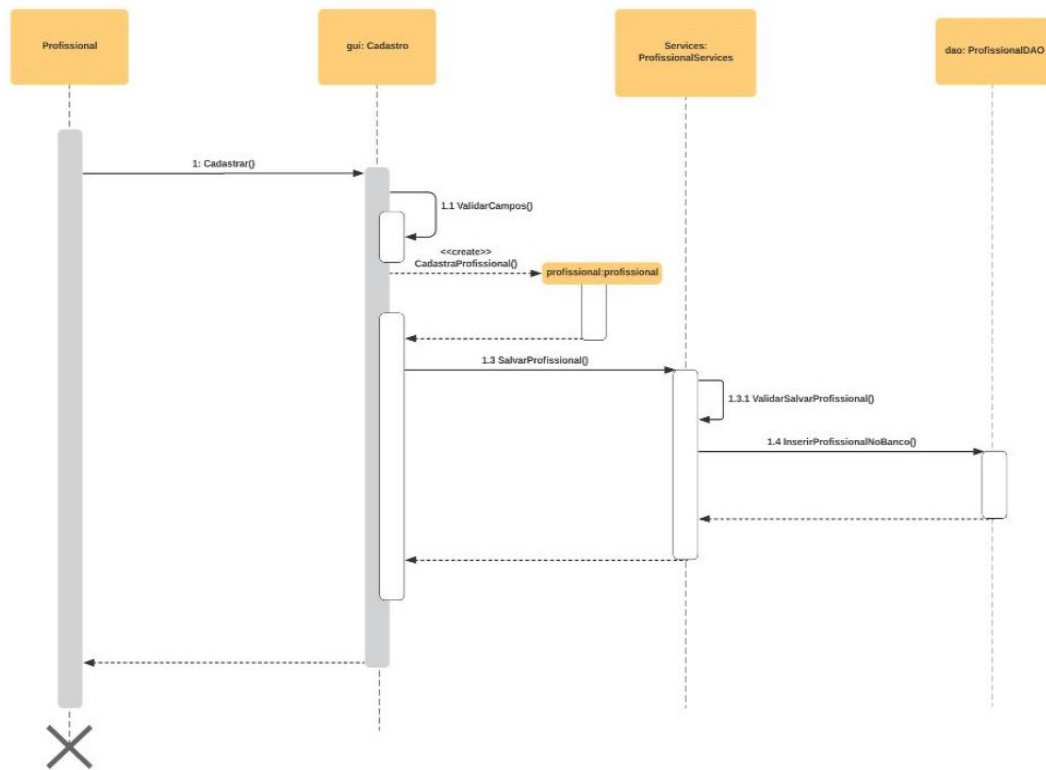 Profissional
gui: Cadastro
Services:
ProfissionalServices
dao: ProfissionalDAO
1: Cadastrar()
1.1 ValidarCampos()
<<create>>
CadastraProfissional()
profissional:profissional
1.3 SalvarProfissional()
1.3.1 ValidarSalvarProfissional()
1.4 InserirProfissionalNoBanco()